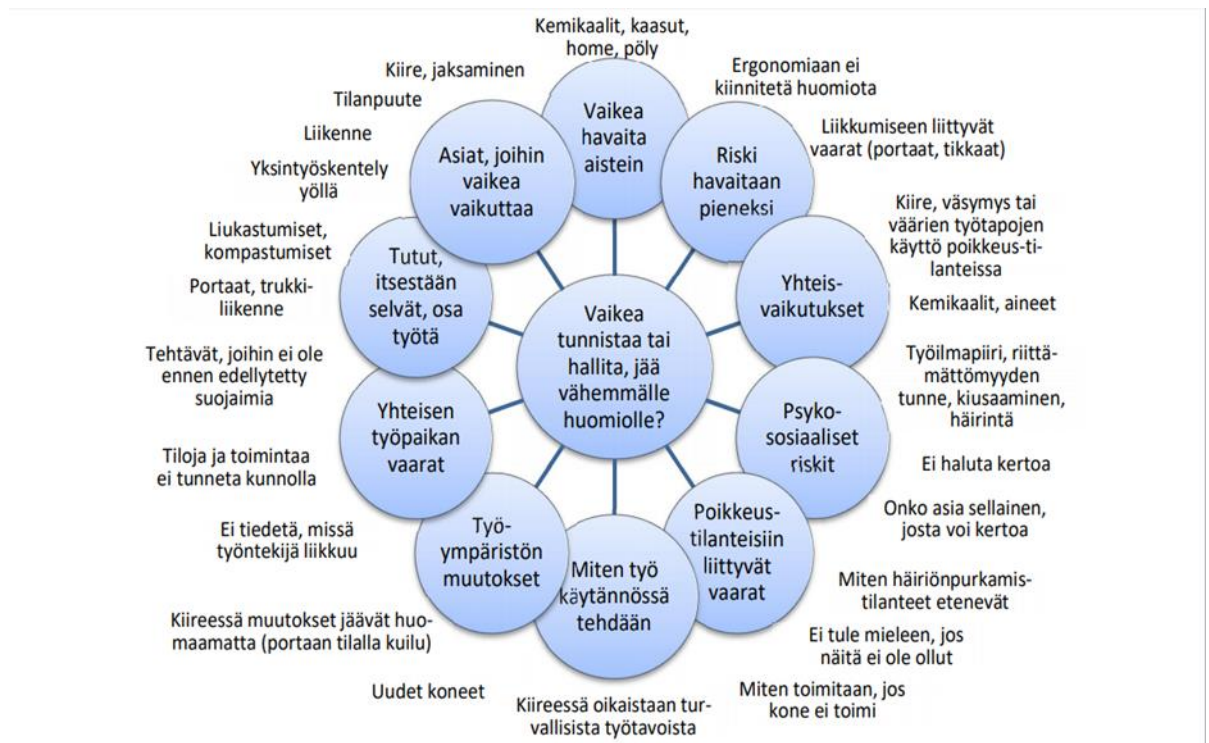 Kemikaalit, kaasut,
home, pöly
Vaikea
havaita
aistein
Ergonomiaan ei
kiinnitetä huomiota
Liikkumiseen liittyvät
vaarat (portaat, tikkaat)
Riski
havaitaan
pieneksi
Kiire, väsymys tai
väärien työtapojen
käyttö poikkeus-ti-
lanteissa
Kemikaalit, aineet
Yhteis-
vaikutukset
Työilmapiiri, riittä-
mättömyyden
tunne, kiusaaminen,
häirintä
Ei haluta kertoa
Onko asia sellainen,
josta voi kertoa
Psyko-
sosiaaliset
riskit
Miten häiriönpurkamis-
tilanteet etenevät
Ei tule mieleen, jos
näitä ei ole ollut
Miten toimitaan, jos
kone ei toimi
Poikkeus-
tilanteisiin
liittyvät
vaarat
Miten työ
käytännössä
tehdään
Kiireessä oikaistaan tur-
vallisista työtavoista
Työ-
ympäristön
muutokset
Kiireessä muutokset jäävät huo-
maamatta (portaan tilalla kuilu)
Uudet koneet
Yhteisen
työpaikan
vaarat
Tiloja ja toimintaa
ei tunneta kunnolla
Ei tiedetä, missä
työntekijä liikkuu
Tutut,
itsestään
selvät, osa
työtä
Liukastumiset,
kompastumiset
Portaat, trukki-
liikenne
Tehtävät, joihin ei ole
ennen edellytetty
suojaimia
Asiat, joihin
vaikea
vaikuttaa
Kiire, jaksaminen
Tilanpuute
Liikenne
Yksintyöskentely
yöllä
Vaikea
tunnistaa tai
hallita, jää
vähemmälle
huomiolle?